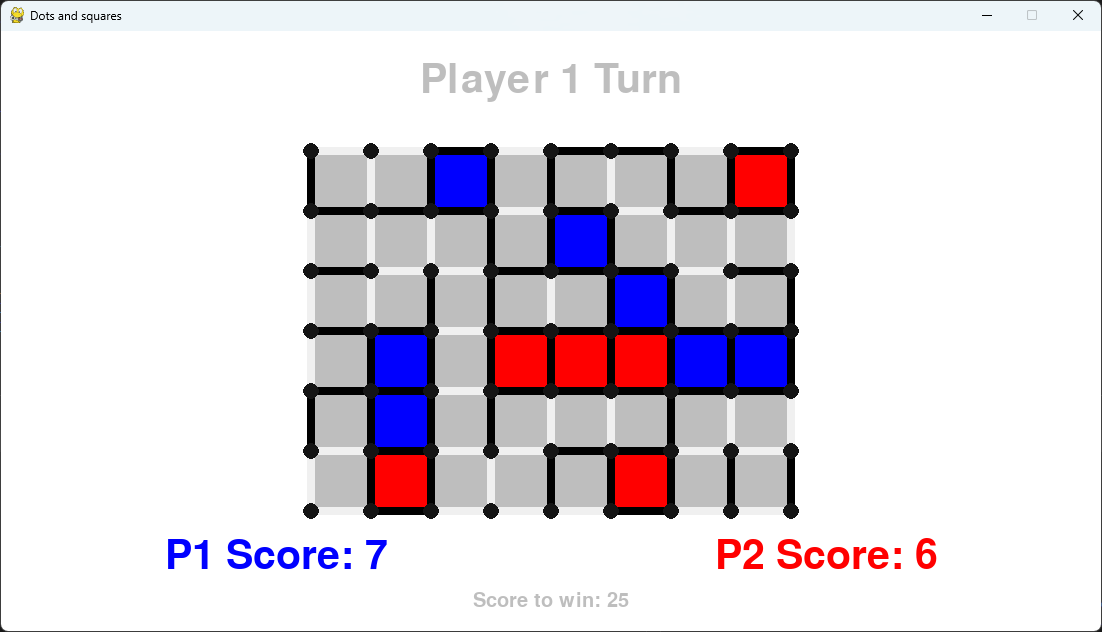 Dots and squares
Player 1 Turn
P1 Score: 7
P2 Score: 6
Score to win: 25